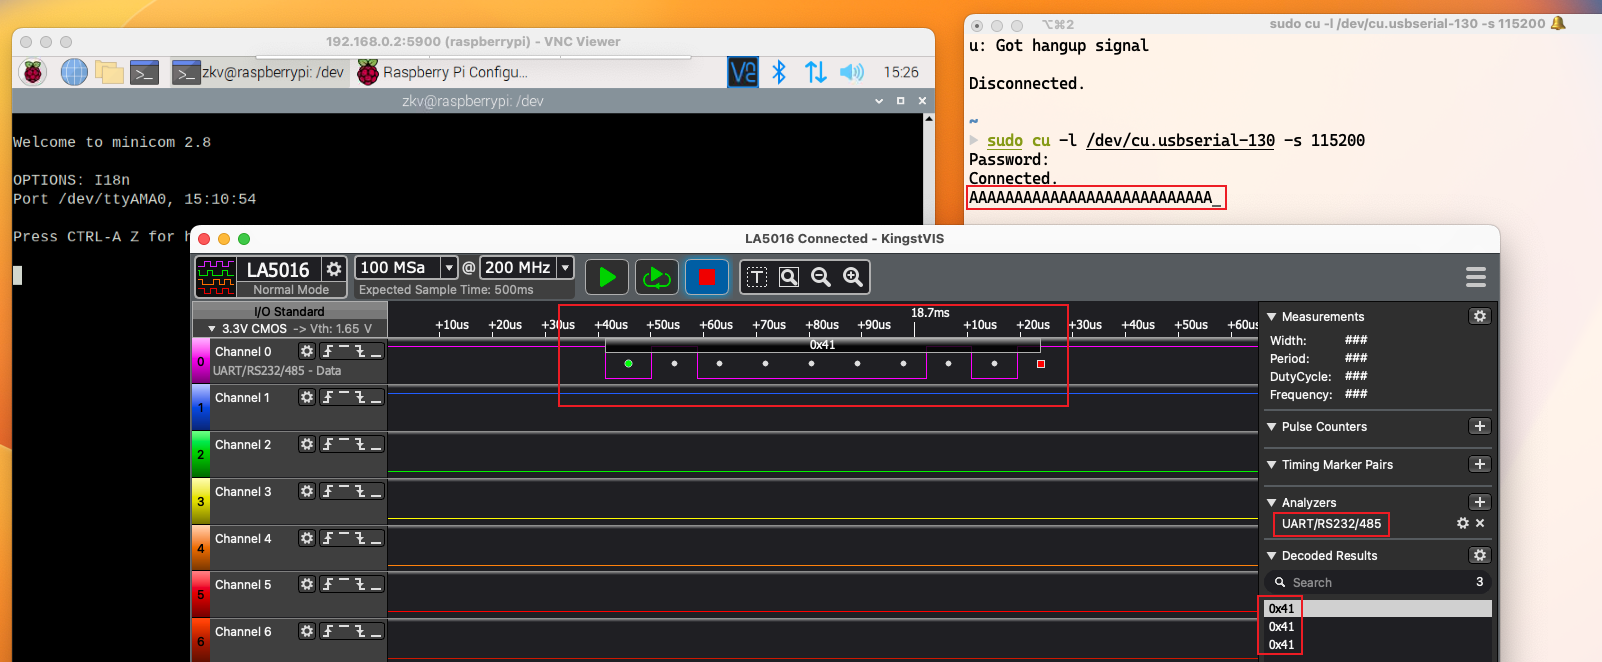 192.168.0.2:5900 (raspberrypi) - VNC Viewer
zkv@raspberrypi: /dev
Raspberry Pi Configu...
15:26
zkv@raspberrypi: /dev
Welcome to minicom 2.8
OPTIONS: I18n
Port /dev/ttyAMA0, 15:10:54
Press CTRL-A Z for
⌥⌘2
sudo cu -l /dev/cu.usbserial-130 -s 115200
u: Got hangup signal
Disconnected.
~
sudo cu -l /dev/cu.usbserial-130 -s 115200
Password:
Connected.
AAAAAAAAAAAAAAAAAAAAAAAAAAA_
LA5016 Connected - KingstVIS
LA5016
Normal Mode
100 MSa @ 200 MHz
Expected Sample Time: 500ms
I/O Standard
3.3V CMOS -> Vth: 1.65 V
18.7ms
+10us +20us +30us +40us +50us +60us +70us +80us +90us +10us +20us +30us +40us +50us +60us
0x41
0 Channel 0
UART/RS232/485 - Data
1 Channel 1
2 Channel 2
3 Channel 3
4 Channel 4
5 Channel 5
6 Channel 6
Measurements
Width: ###
Period: ###
DutyCycle: ###
Frequency: ###
Pulse Counters
Timing Marker Pairs
Analyzers
UART/RS232/485
Decoded Results
Search 3
0x41
0x41
0x41